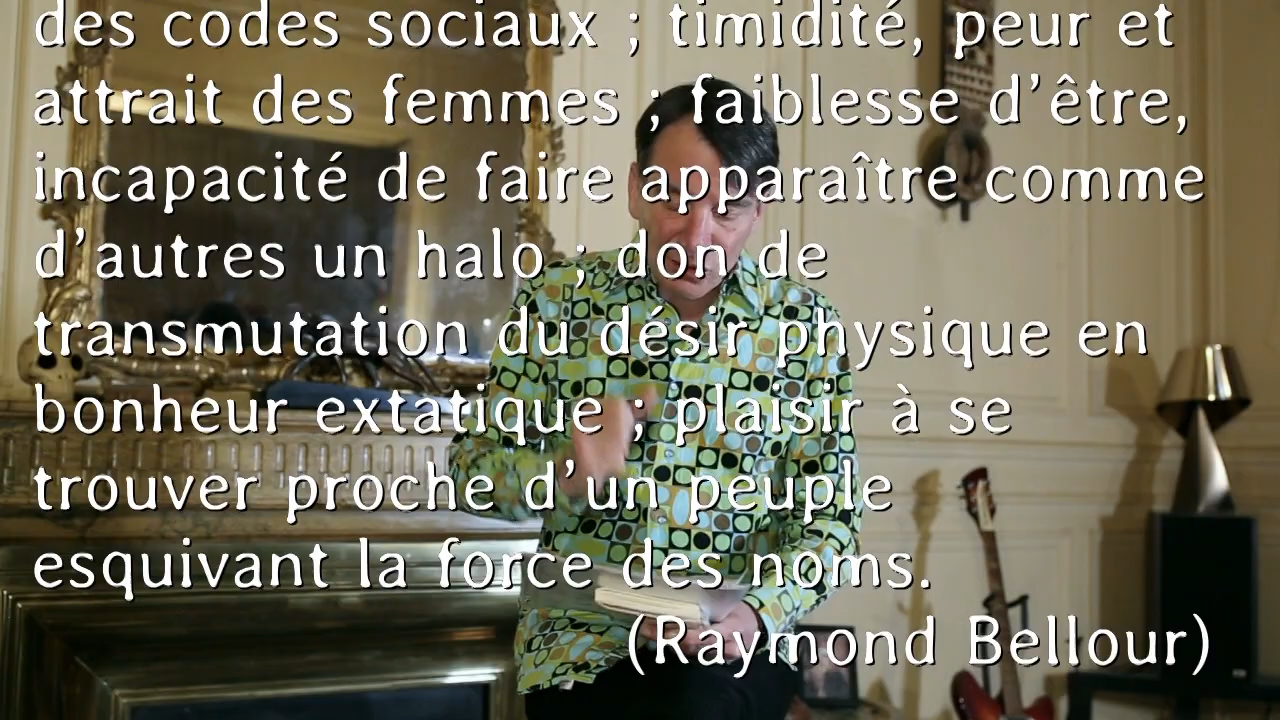 des codes sociaux ; timidité, peur et
attrait des femmes ; faiblesse d’être,
incapacité de faire apparaître comme
d’autres un halo ; don de
transmutation du désir physique en
bonheur extatique ; plaisir à se
trouver proche d’un peuple
esquivant la force des noms.
(Raymond Bellour)